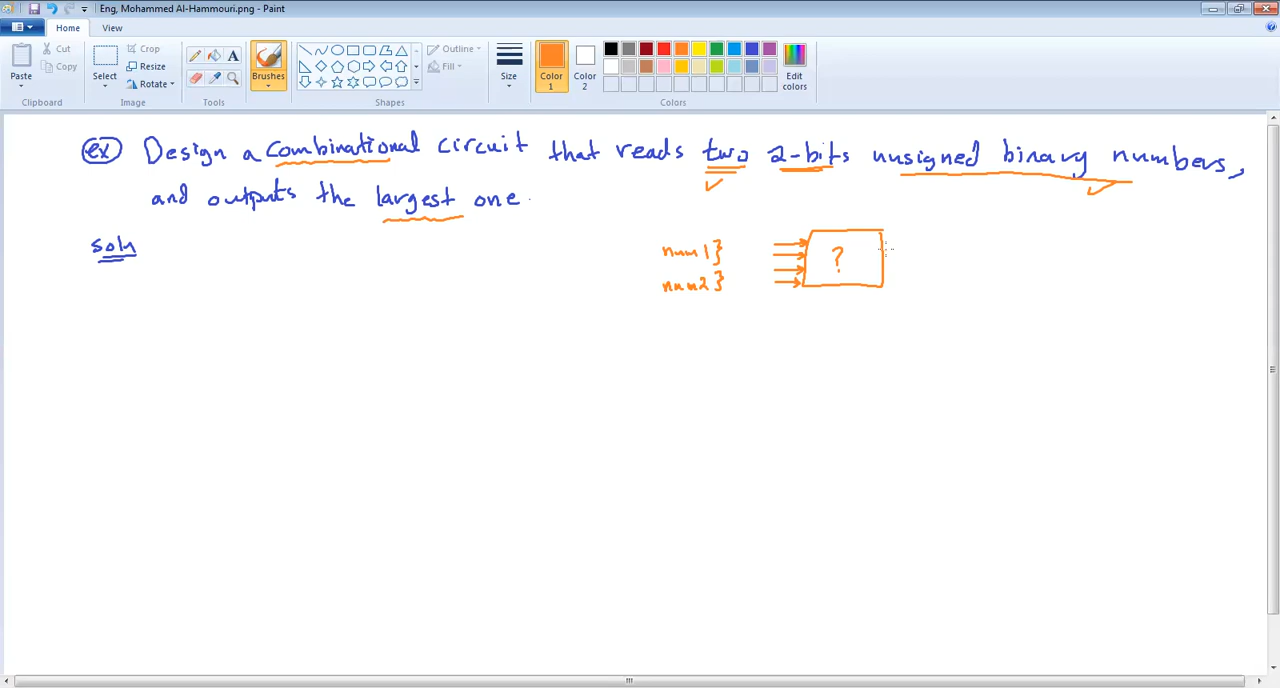 Eng, Mohammed Al-Hammouri.png - Paint
Home View
Paste Cut Copy Clipboard
Select Crop Resize Rotate Image
Tools
Brushes
Outline Fill Shapes
Size
Color 1 Color 2 Edit colors Colors
ex Design a combinational circuit that reads two 2-bits unsigned binary numbers,
and outputs the largest one.
soln
num1}
num2}
?